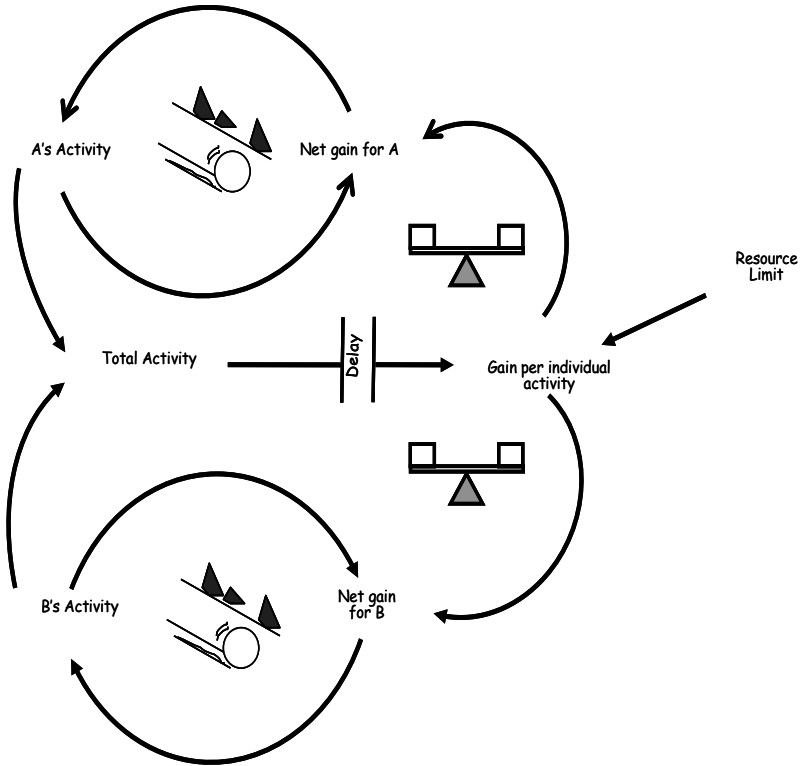 A's Activity
Net gain for A
Resource
Limit
Total Activity
Delay
Gain per individual
activity
B's Activity
Net gain
for B